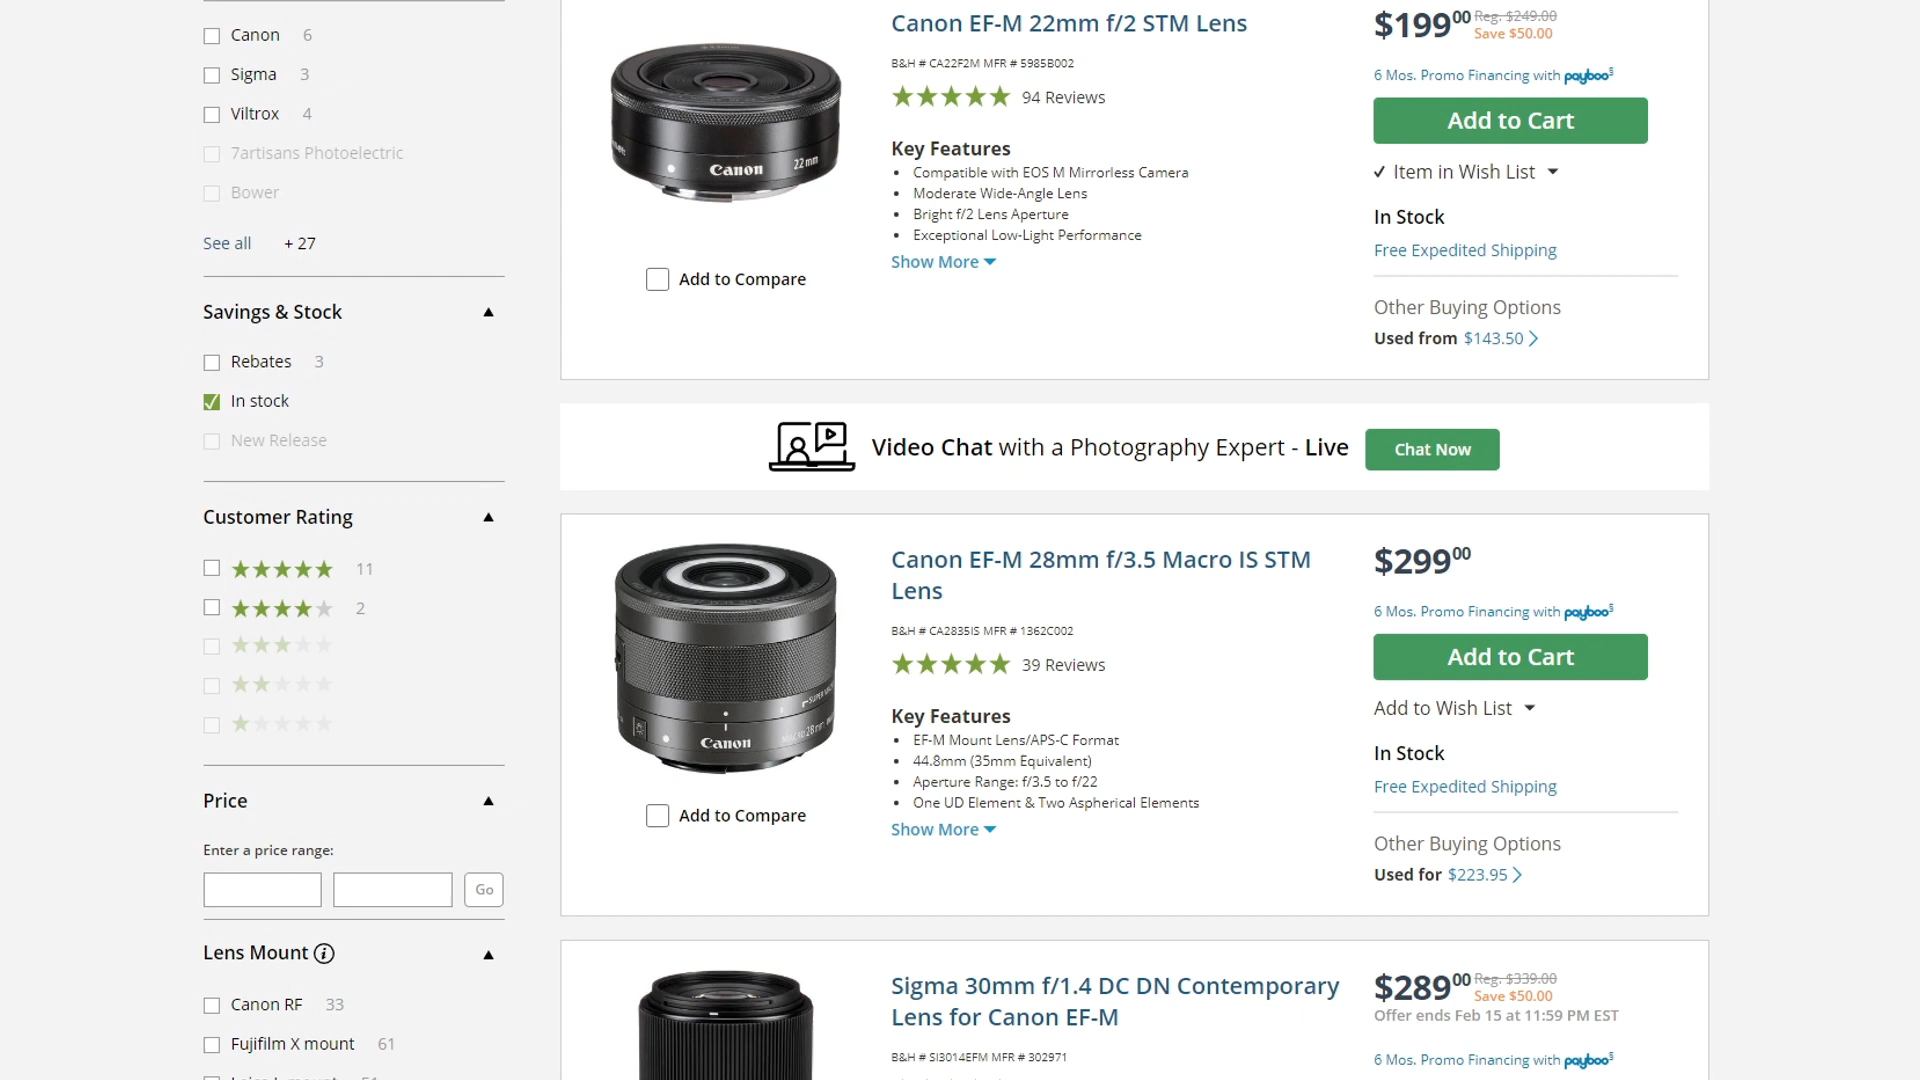 Canon 6
Sigma 3
Viltrox 4
7artisans Photoelectric
Bower
See all + 27
Savings & Stock
Rebates 3
In stock
New Release
Customer Rating
11
2
Price
Enter a price range:
Go
Lens Mount
Canon RF 33
Fujifilm X mount 61
Canon
22mm
Add to Compare
Canon EF-M 22mm f/2 STM Lens
B&H # CA22F2M MFR # 5985B002
94 Reviews
Key Features
Compatible with EOS M Mirrorless Camera
Moderate Wide-Angle Lens
Bright f/2 Lens Aperture
Exceptional Low-Light Performance
Show More
$199 00 Reg. $249.00
Save $50.00
6 Mos. Promo Financing with payboo§
Add to Cart
Item in Wish List
In Stock
Free Expedited Shipping
Other Buying Options
Used from $143.50
Video Chat with a Photography Expert - Live
Chat Now
Canon
Add to Compare
Canon EF-M 28mm f/3.5 Macro IS STM
Lens
B&H # CA2835IS MFR # 1362C002
39 Reviews
Key Features
EF-M Mount Lens/APS-C Format
44.8mm (35mm Equivalent)
Aperture Range: f/3.5 to f/22
One UD Element & Two Aspherical Elements
Show More
$299 00
6 Mos. Promo Financing with payboo§
Add to Cart
Add to Wish List
In Stock
Free Expedited Shipping
Other Buying Options
Used for $223.95
Sigma 30mm f/1.4 DC DN Contemporary
Lens for Canon EF-M
B&H # SI3014EFM MFR # 302971
$289 00 Reg. $339.00
Save $50.00
Offer ends Feb 15 at 11:59 PM EST
6 Mos. Promo Financing with payboo§